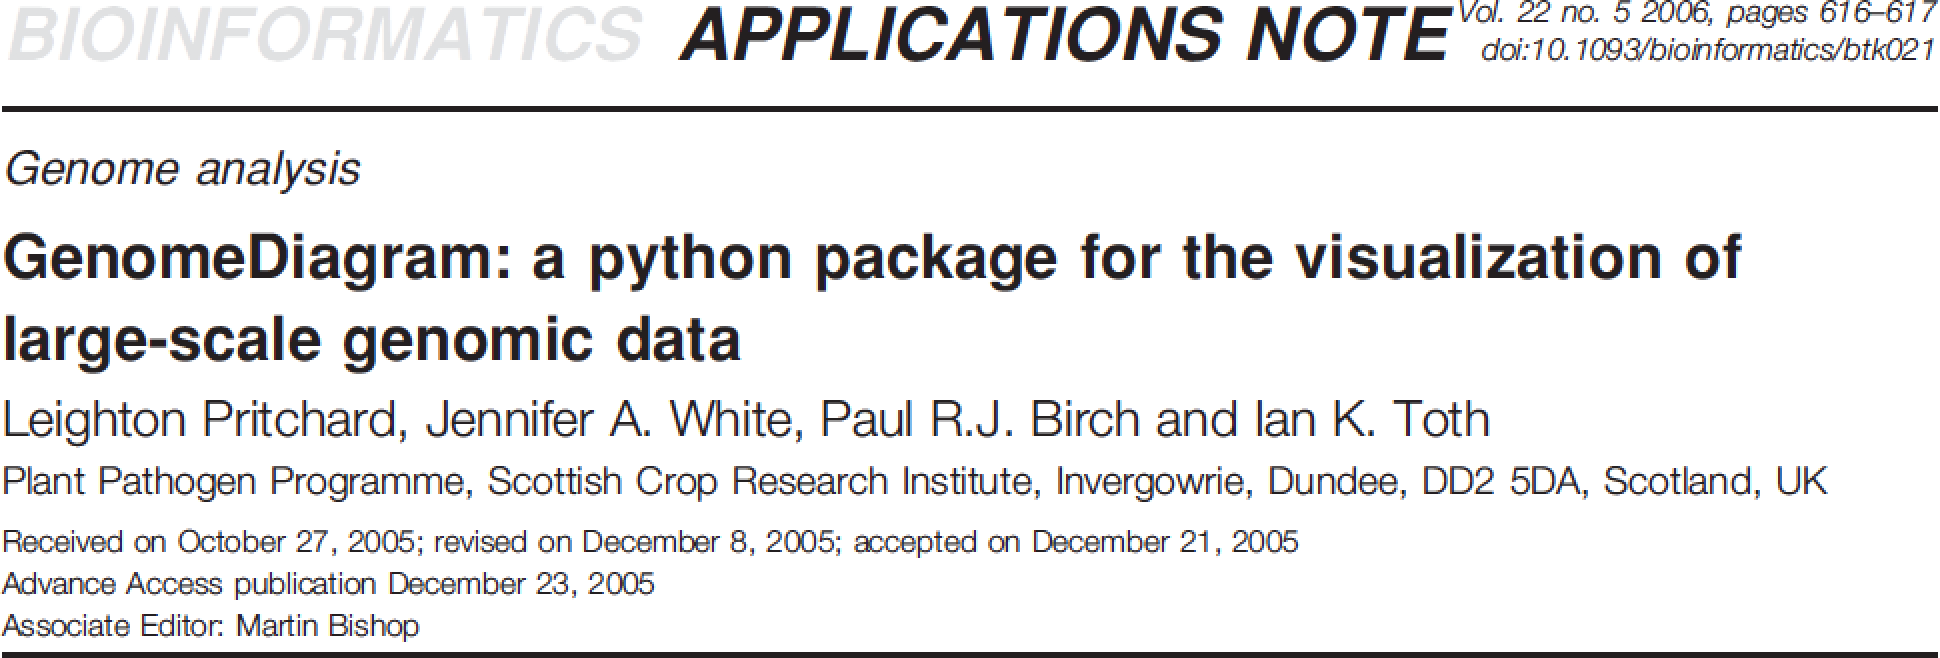 BIOINFORMATICS APPLICATIONS NOTE Vol. 22 no. 5 2006, pages 616–617
doi:10.1093/bioinformatics/btk021
Genome analysis
GenomeDiagram: a python package for the visualization of
large-scale genomic data
Leighton Pritchard, Jennifer A. White, Paul R.J. Birch and Ian K. Toth
Plant Pathogen Programme, Scottish Crop Research Institute, Invergowrie, Dundee, DD2 5DA, Scotland, UK
Received on October 27, 2005; revised on December 8, 2005; accepted on December 21, 2005
Advance Access publication December 23, 2005
Associate Editor: Martin Bishop